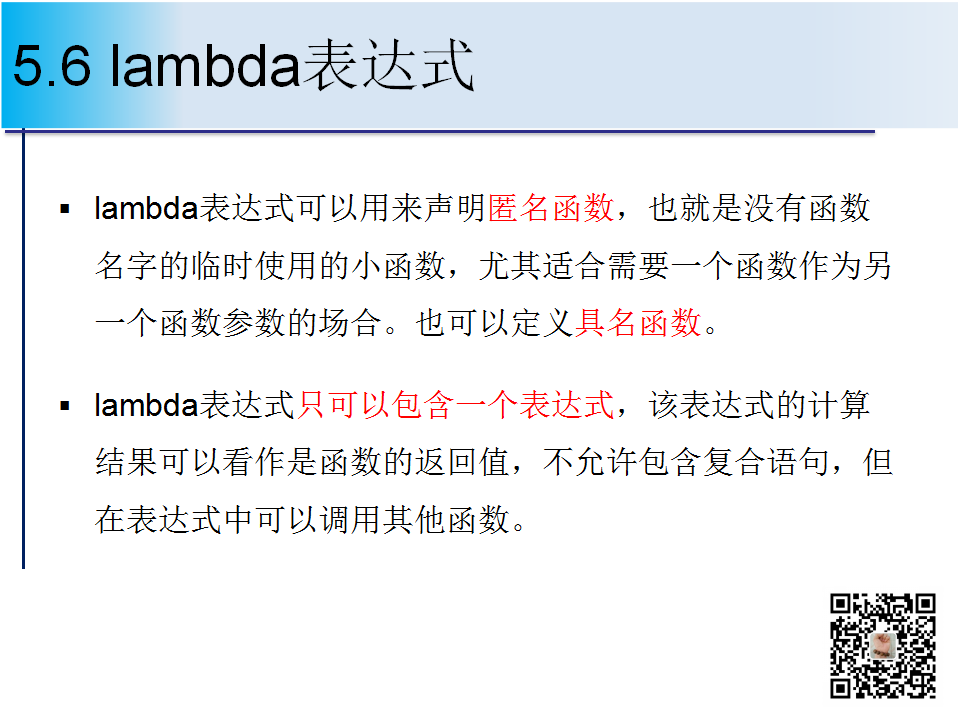 5.6 lambda表达式
▪ lambda表达式可以用来声明匿名函数，也就是没有函数
名字的临时使用的小函数，尤其适合需要一个函数作为另
一个函数参数的场合。也可以定义具名函数。
▪ lambda表达式只可以包含一个表达式，该表达式的计算
结果可以看作是函数的返回值，不允许包含复合语句，但
在表达式中可以调用其他函数。